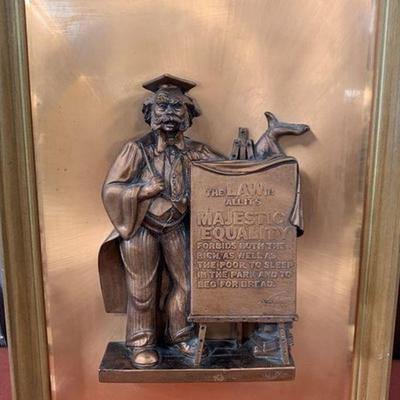 THE LAW IN
ALL IT'S
MAJESTIC
EQUALITY
FORBIDS BOTH THE
RICH, AS WELL AS
THE POOR, TO SLEEP
IN THE PARK AND TO
BEG FOR BREAD.